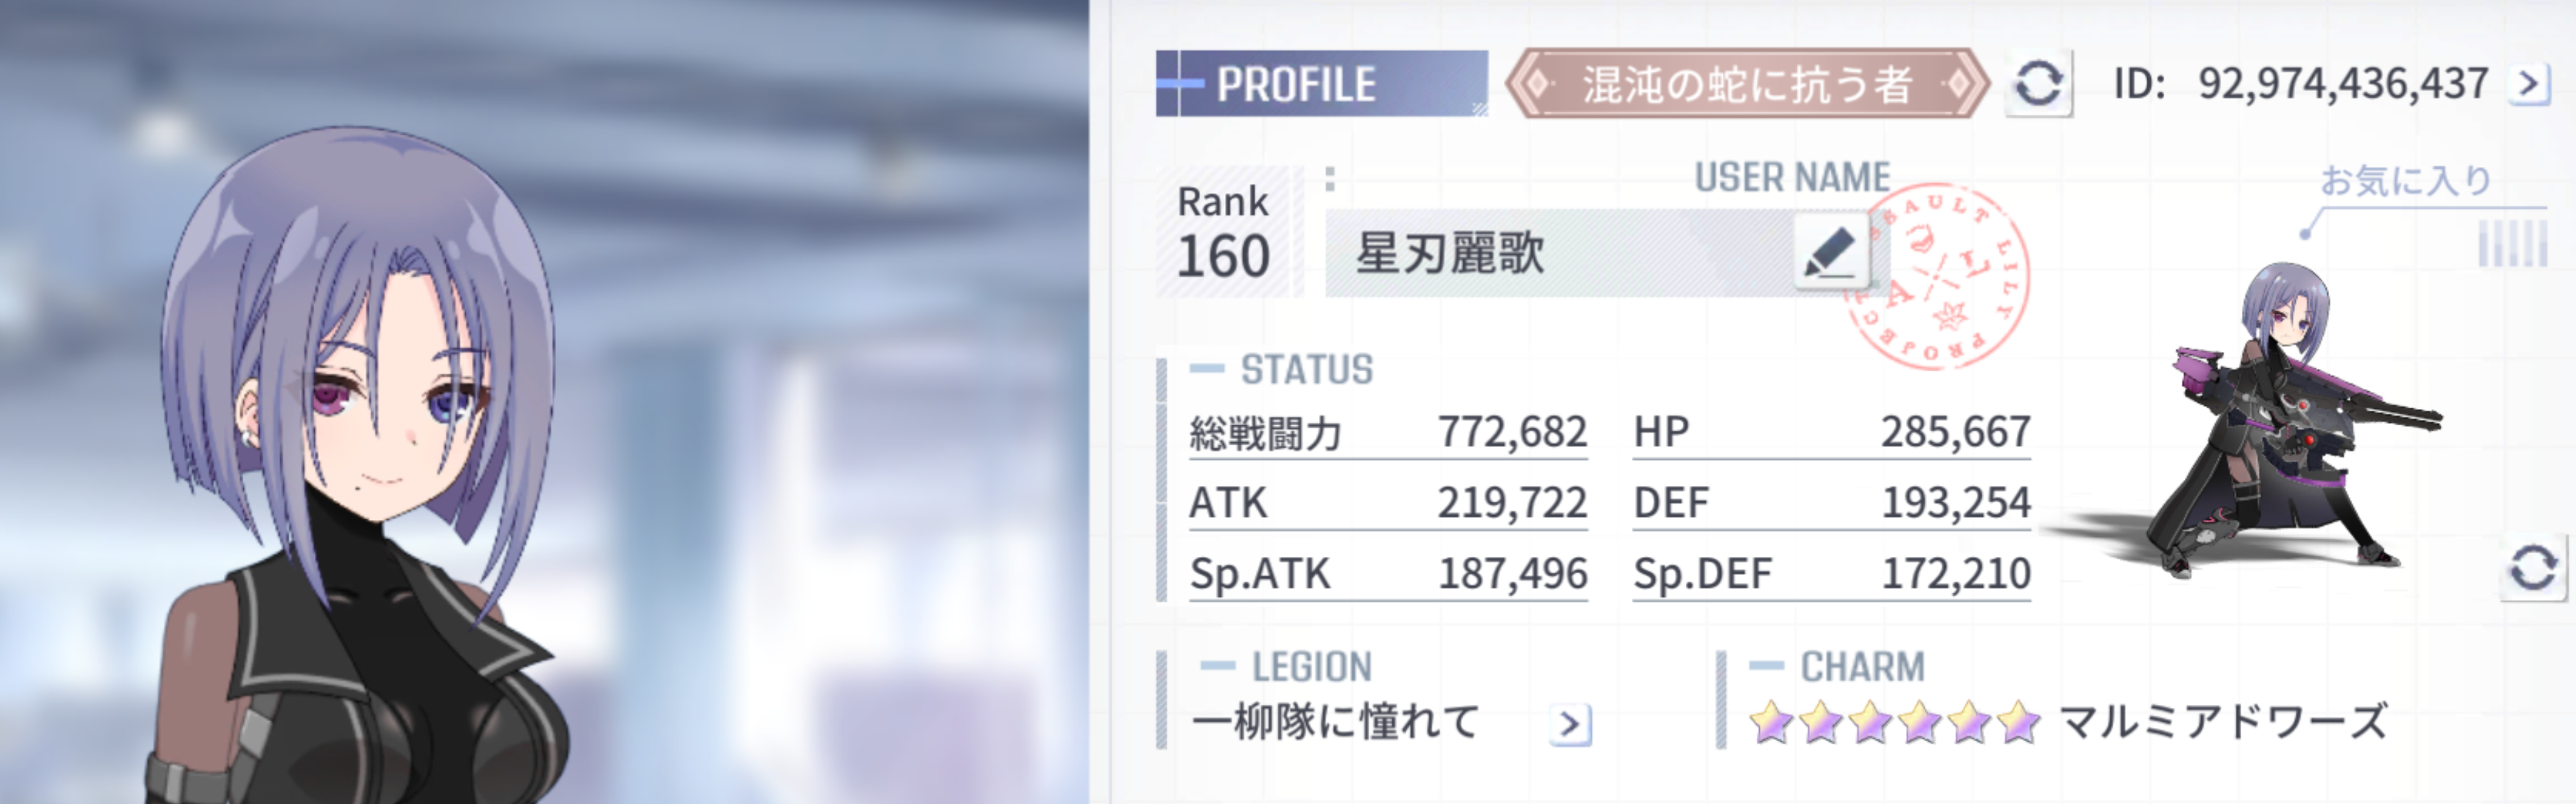 PROFILE
混沌の蛇に抗う者
ID: 92,974,436,437
Rank
160
USER NAME
星刃麗歌
ASSAULT LILY PROJECT
A L
お気に入り
STATUS
総戦闘力 772,682 HP 285,667
ATK 219,722 DEF 193,254
Sp.ATK 187,496 Sp.DEF 172,210
LEGION
一柳隊に憧れて
CHARM
マルミアドワーズ